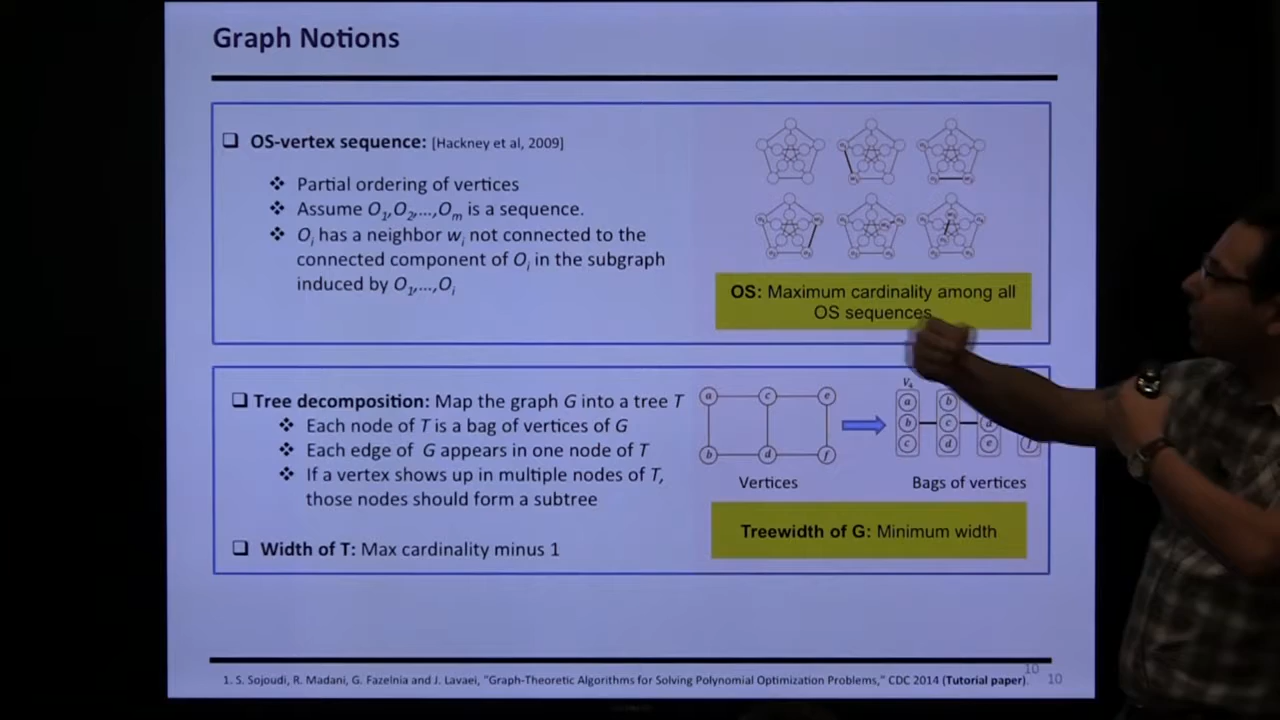 Graph Notions
❑ OS-vertex sequence: [Hackney et al, 2009]
❖ Partial ordering of vertices
❖ Assume O1,O2,...,Om is a sequence.
❖ Oi has a neighbor wi not connected to the
connected component of Oi in the subgraph
induced by O1,...,Oi
OS: Maximum cardinality among all
OS sequences
❑ Tree decomposition: Map the graph G into a tree T
❖ Each node of T is a bag of vertices of G
❖ Each edge of G appears in one node of T
❖ If a vertex shows up in multiple nodes of T,
those nodes should form a subtree
❑ Width of T: Max cardinality minus 1
a c e
b d f
Vertices
a b
b c d
c d e f
Bags of vertices
Treewidth of G: Minimum width
1. S. Sojoudi, R. Madani, G. Fazelnia and J. Lavaei, "Graph-Theoretic Algorithms for Solving Polynomial Optimization Problems," CDC 2014 (Tutorial paper).
10
10